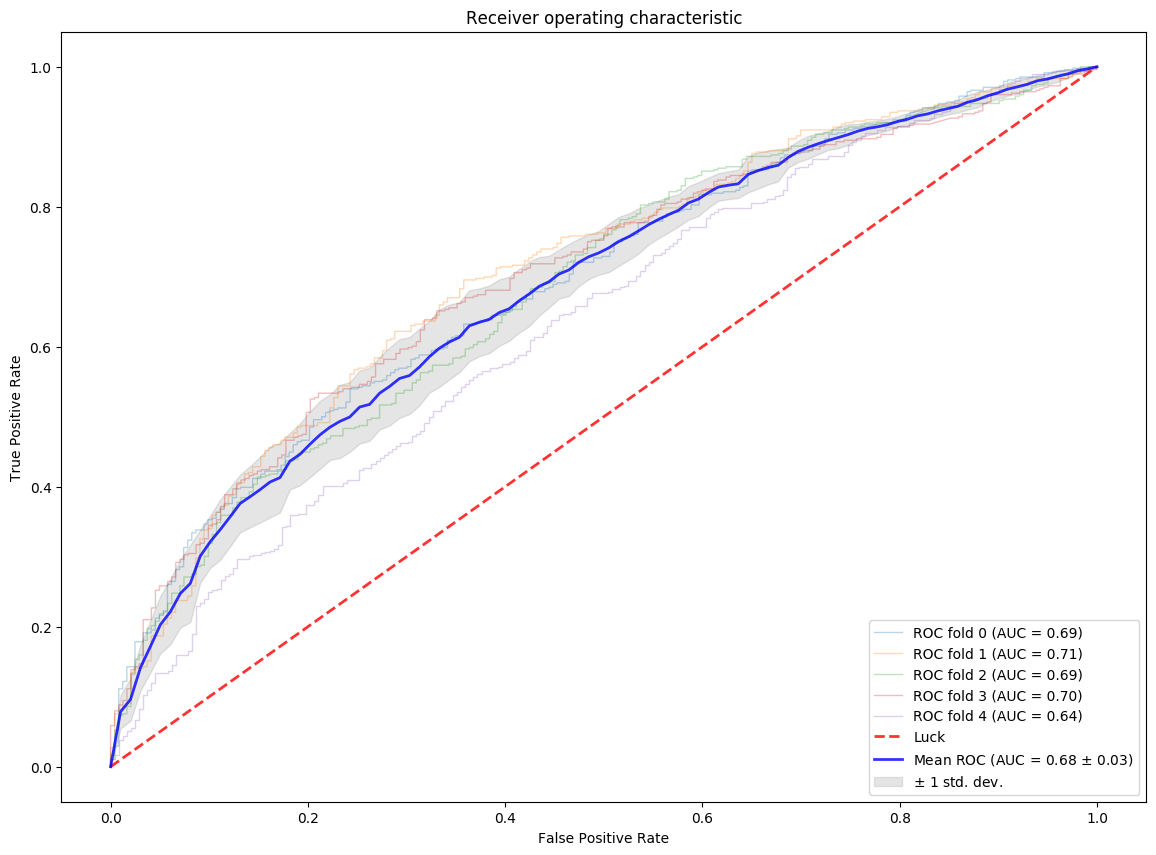 Receiver operating characteristic
1.0
0.8
0.6
0.4
0.2
0.0
True Positive Rate
0.0 0.2 0.4 0.6 0.8 1.0
False Positive Rate
ROC fold 0 (AUC = 0.69)
ROC fold 1 (AUC = 0.71)
ROC fold 2 (AUC = 0.69)
ROC fold 3 (AUC = 0.70)
ROC fold 4 (AUC = 0.64)
Luck
Mean ROC (AUC = 0.68 ± 0.03)
± 1 std. dev.